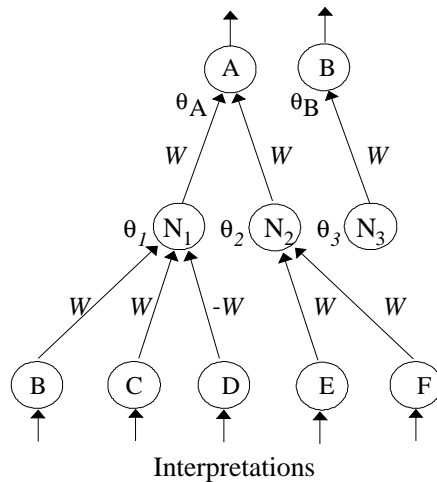 A B
θA θB
W W W
θ1 N1 θ2 N2 θ3 N3
W W -W W W
B C D E F
Interpretations